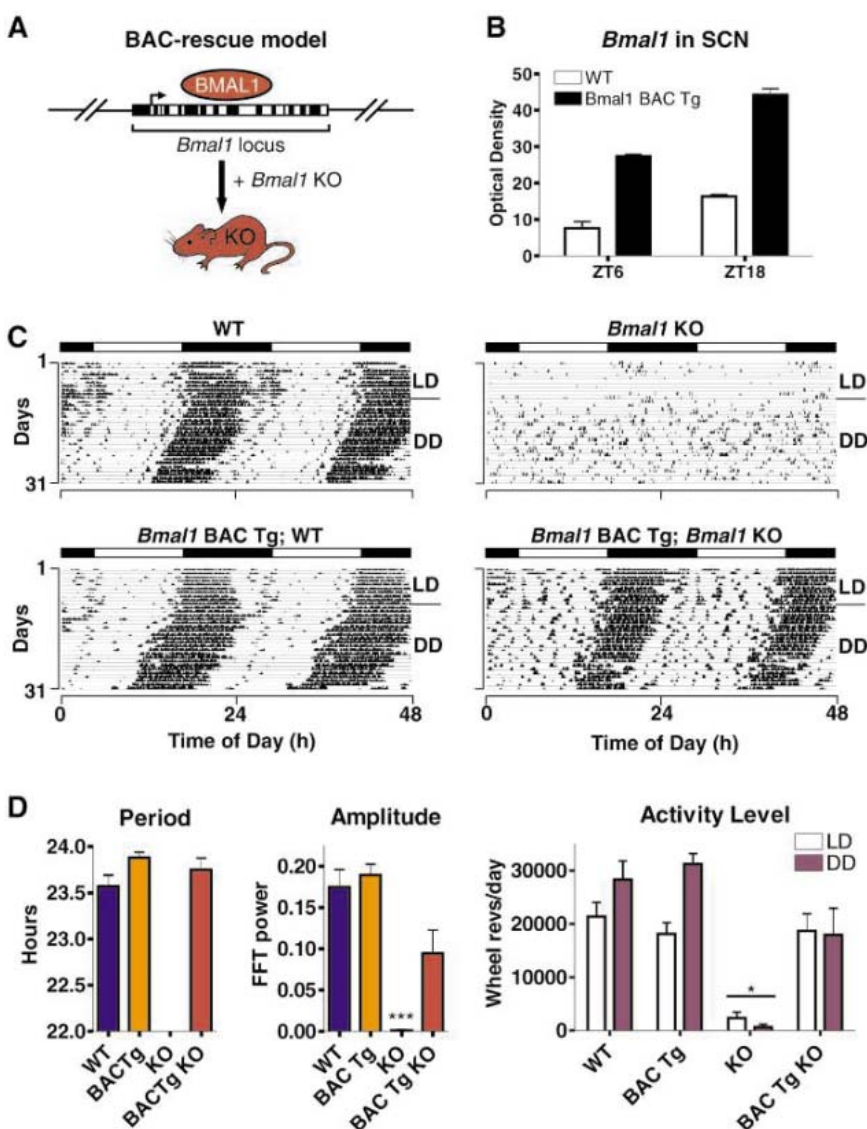 A
BAC-rescue model
BMAL1
Bmal1 locus
+ Bmal1 KO
KO
B
Bmal1 in SCN
WT
Bmal1 BAC Tg
Optical Density
50
40
30
20
10
0
ZT6
ZT18
C
WT
Days
1
31
LD
DD
Bmal1 KO
LD
DD
Bmal1 BAC Tg; WT
Days
1
31
LD
DD
0
24
48
Time of Day (h)
Bmal1 BAC Tg; Bmal1 KO
LD
DD
0
24
48
Time of Day (h)
D
Period
Hours
24.0
23.5
23.0
22.5
22.0
WT
BACTg
KO
BACTg KO
Amplitude
FFT power
0.20
0.15
0.10
0.05
0.00
***
WT
BAC Tg
KO
BAC Tg KO
Activity Level
LD
DD
Wheel revs/day
30000
20000
10000
0
*
WT
BAC Tg
KO
BAC Tg KO